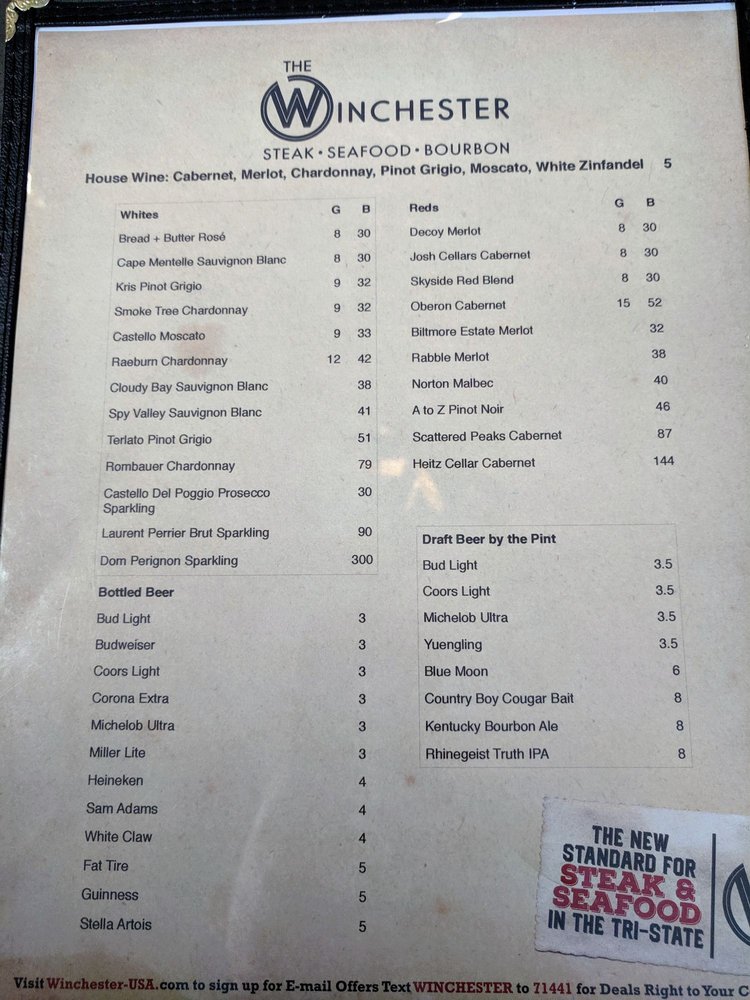 THE
WINCHESTER
STEAK • SEAFOOD • BOURBON
House Wine: Cabernet, Merlot, Chardonnay, Pinot Grigio, Moscato, White Zinfandel 5
Whites G B
Bread + Butter Rosé 8 30
Cape Mentelle Sauvignon Blanc 8 30
Kris Pinot Grigio 9 32
Smoke Tree Chardonnay 9 32
Castello Moscato 9 33
Raeburn Chardonnay 12 42
Cloudy Bay Sauvignon Blanc 38
Spy Valley Sauvignon Blanc 41
Terlato Pinot Grigio 51
Rombauer Chardonnay 79
Castello Del Poggio Prosecco 30
Sparkling
Laurent Perrier Brut Sparkling 90
Dom Perignon Sparkling 300
Bottled Beer
Bud Light 3
Budweiser 3
Coors Light 3
Corona Extra 3
Michelob Ultra 3
Miller Lite 3
Heineken 4
Sam Adams 4
White Claw 4
Fat Tire 5
Guinness 5
Stella Artois 5
Reds G B
Decoy Merlot 8 30
Josh Cellars Cabernet 8 30
Skyside Red Blend 8 30
Oberon Cabernet 15 52
Biltmore Estate Merlot 32
Rabble Merlot 38
Norton Malbec 40
A to Z Pinot Noir 46
Scattered Peaks Cabernet 87
Heitz Cellar Cabernet 144
Draft Beer by the Pint
Bud Light 3.5
Coors Light 3.5
Michelob Ultra 3.5
Yuengling 3.5
Blue Moon 6
Country Boy Cougar Bait 8
Kentucky Bourbon Ale 8
Rhinegeist Truth IPA 8
THE NEW
STANDARD FOR
STEAK &
SEAFOOD
IN THE TRI-STATE
Visit Winchester-USA.com to sign up for E-mail Offers Text WINCHESTER to 71441 for Deals Right to Your